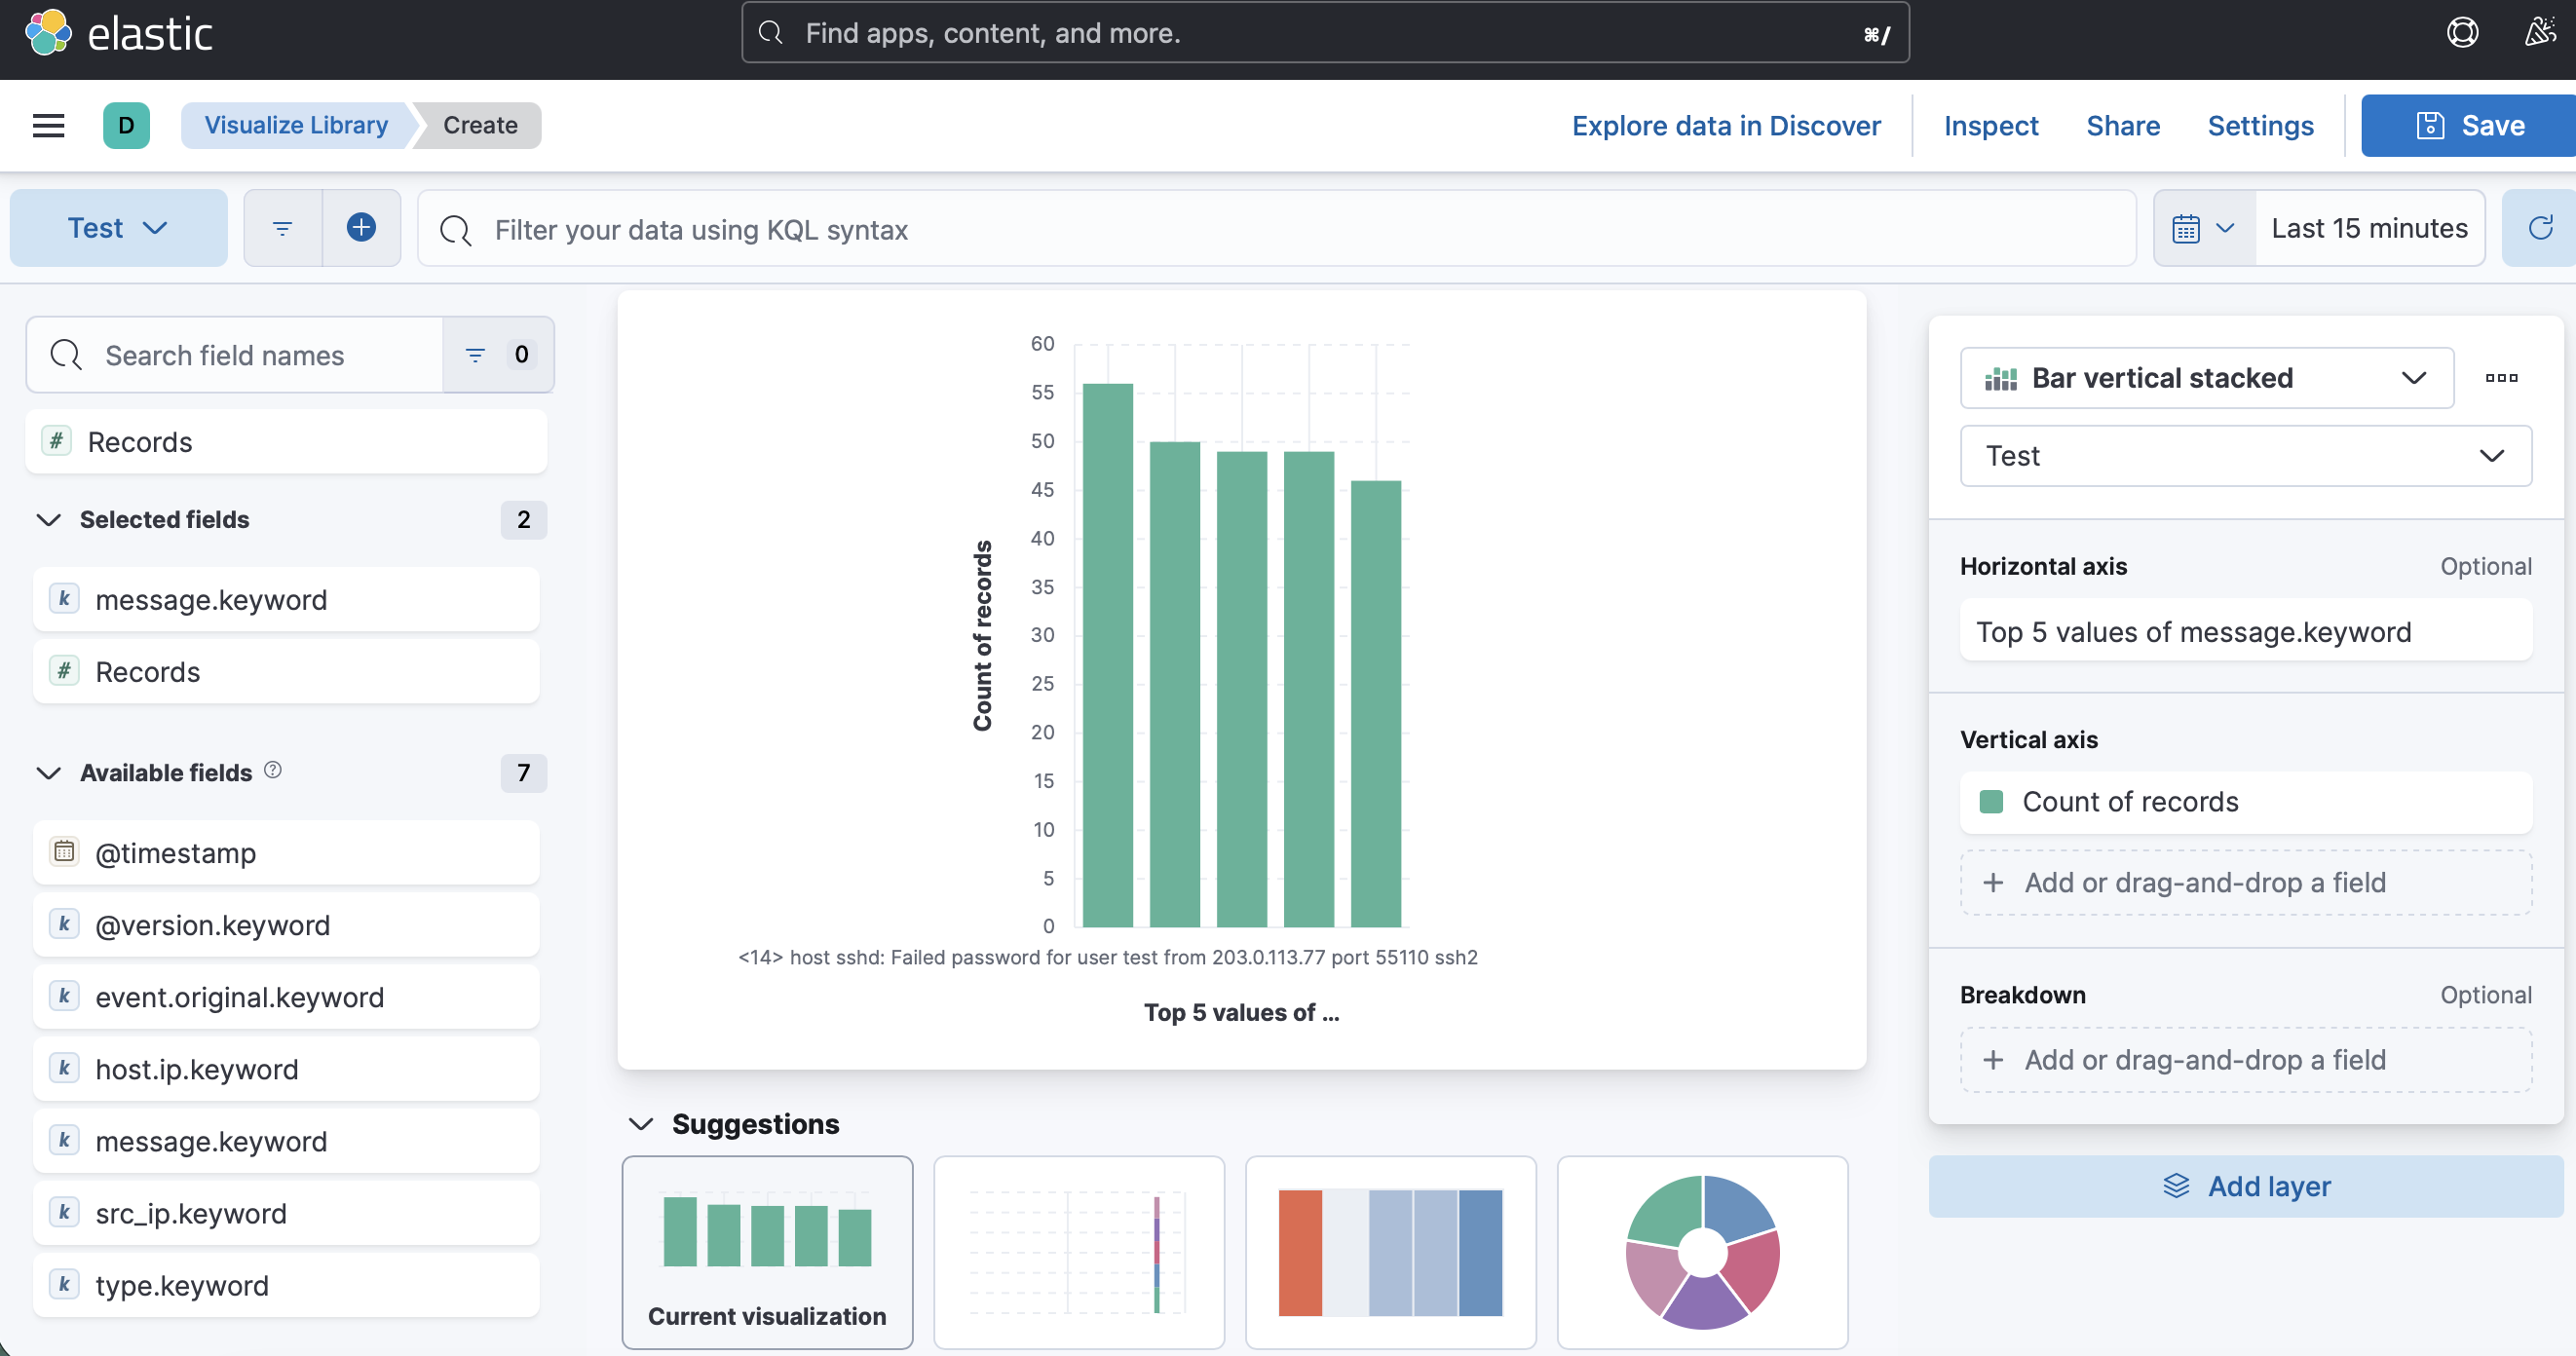 elastic
Find apps, content, and more.
⌘/
D
Visualize Library
Create
Explore data in Discover
Inspect
Share
Settings
Save
Test
Filter your data using KQL syntax
Last 15 minutes
Search field names
0
# Records
Selected fields
2
k message.keyword
# Records
Available fields
7
@timestamp
k @version.keyword
k event.original.keyword
k host.ip.keyword
k message.keyword
k src_ip.keyword
k type.keyword
Count of records
60
55
50
45
40
35
30
25
20
15
10
5
0
<14> host sshd: Failed password for user test from 203.0.113.77 port 55110 ssh2
Top 5 values of ...
Suggestions
Current visualization
Bar vertical stacked
Test
Horizontal axis
Optional
Top 5 values of message.keyword
Vertical axis
Count of records
+ Add or drag-and-drop a field
Breakdown
Optional
+ Add or drag-and-drop a field
Add layer